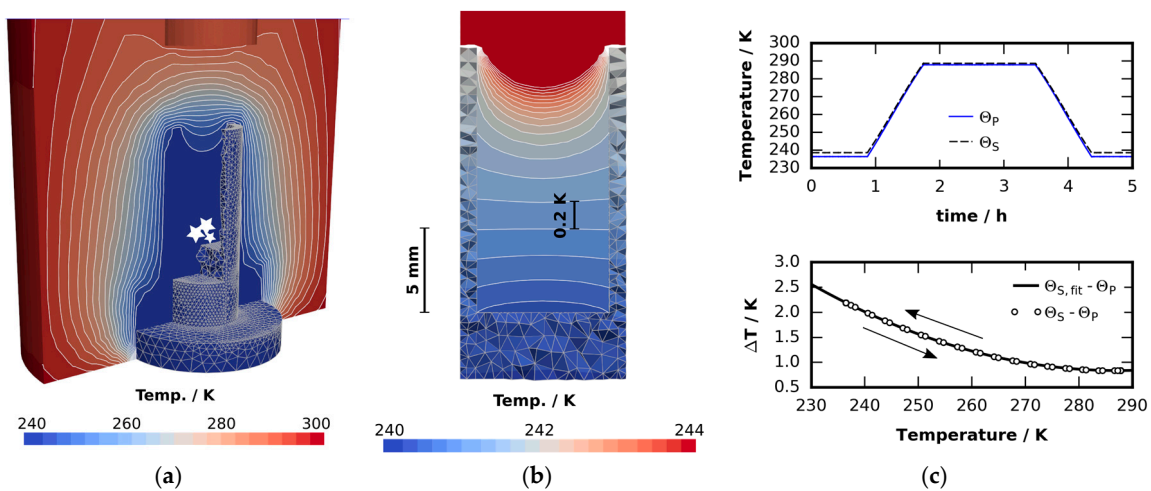 Temp. / K
240 260 280 300
(a)
5 mm
0.2 K
Temp. / K
240 242 244
(b)
Temperature / K
300
290
280
270
260
250
240
230
Θ_P
Θ_S
0 1 2 3 4 5
time / h
ΔT / K
3.0
2.5
2.0
1.5
1.0
0.5
Θ_S, fit - Θ_P
Θ_S - Θ_P
230 240 250 260 270 280 290
Temperature / K
(c)